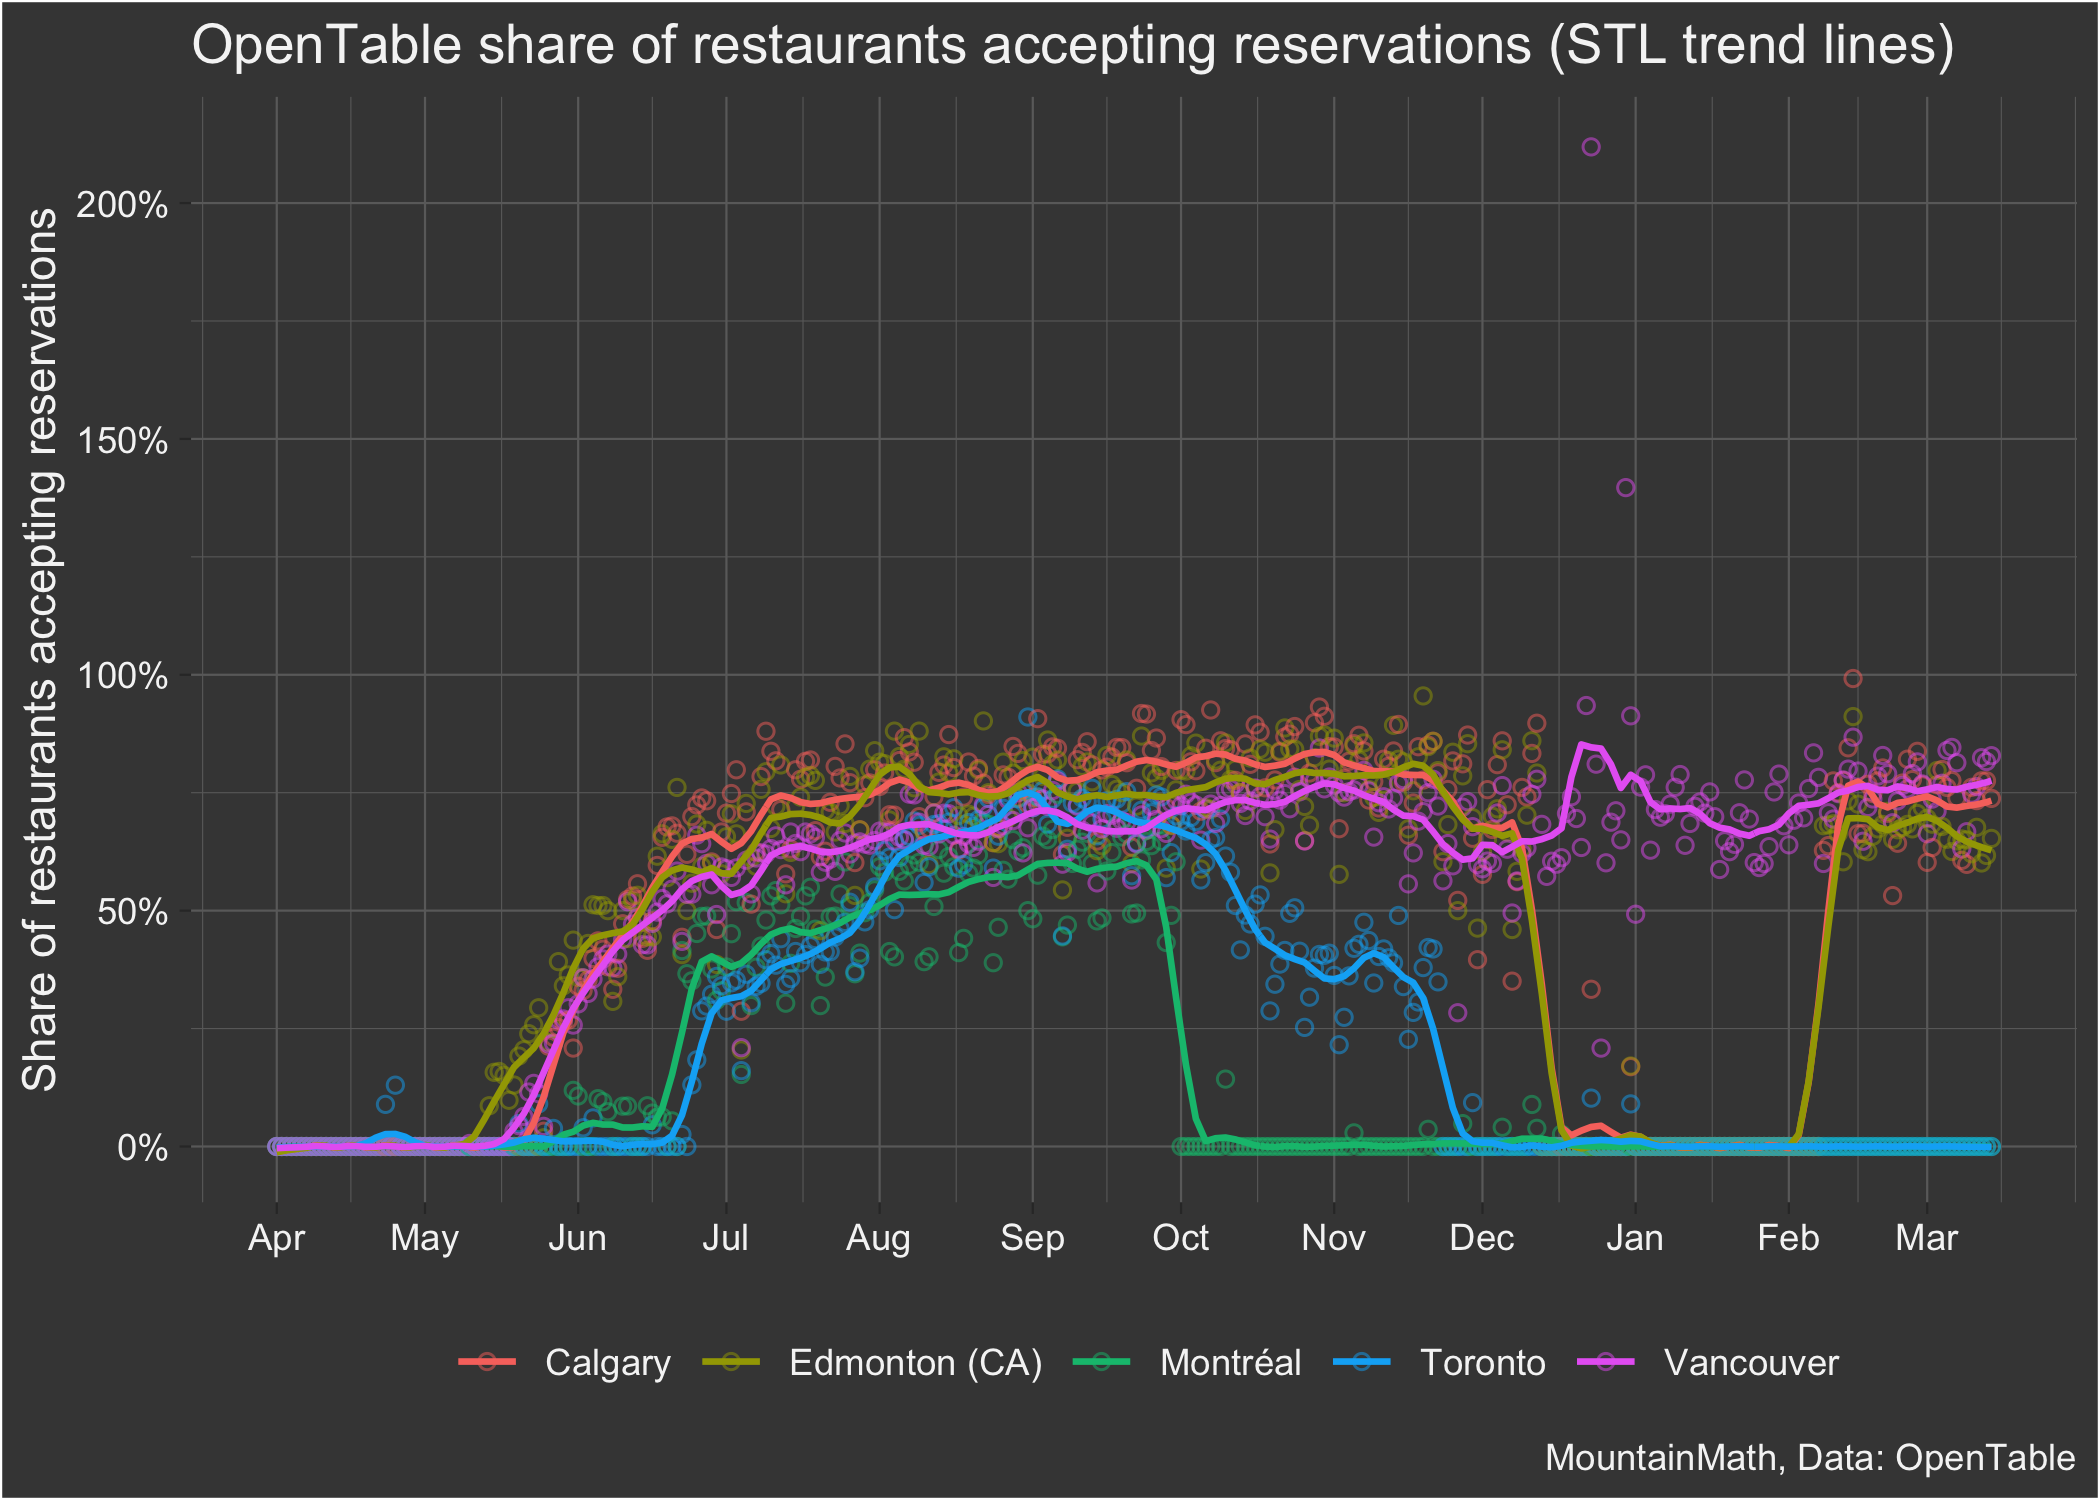 OpenTable share of restaurants accepting reservations (STL trend lines)
Share of restaurants accepting reservations
200%
150%
100%
50%
0%
Apr May Jun Jul Aug Sep Oct Nov Dec Jan Feb Mar
Calgary Edmonton (CA) Montréal Toronto Vancouver
MountainMath, Data: OpenTable